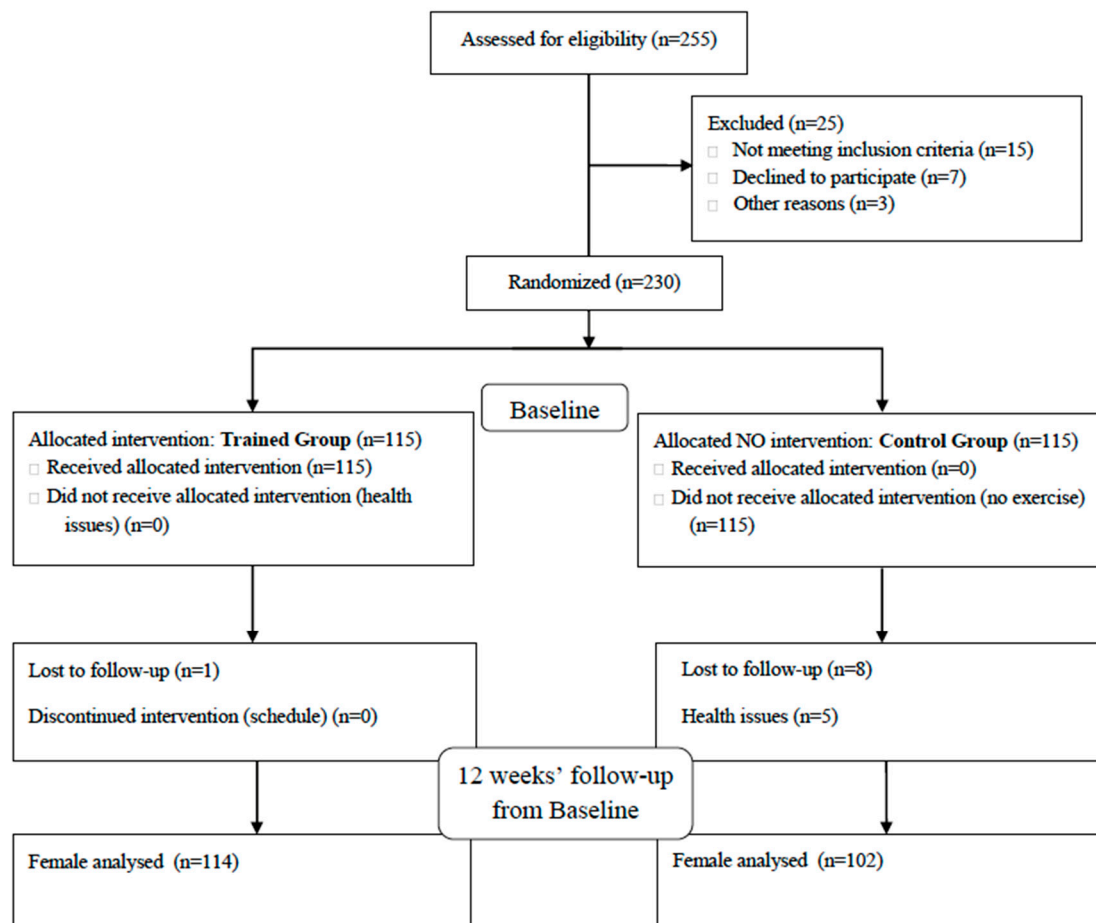 Assessed for eligibility (n=255)
Excluded (n=25)
□ Not meeting inclusion criteria (n=15)
□ Declined to participate (n=7)
□ Other reasons (n=3)
Randomized (n=230)
Baseline
Allocated intervention: Trained Group (n=115)
□ Received allocated intervention (n=115)
□ Did not receive allocated intervention (health
issues) (n=0)
Allocated NO intervention: Control Group (n=115)
□ Received allocated intervention (n=0)
□ Did not receive allocated intervention (no exercise)
(n=115)
Lost to follow-up (n=1)
Discontinued intervention (schedule) (n=0)
Lost to follow-up (n=8)
Health issues (n=5)
12 weeks’ follow-up
from Baseline
Female analysed (n=114)
Female analysed (n=102)